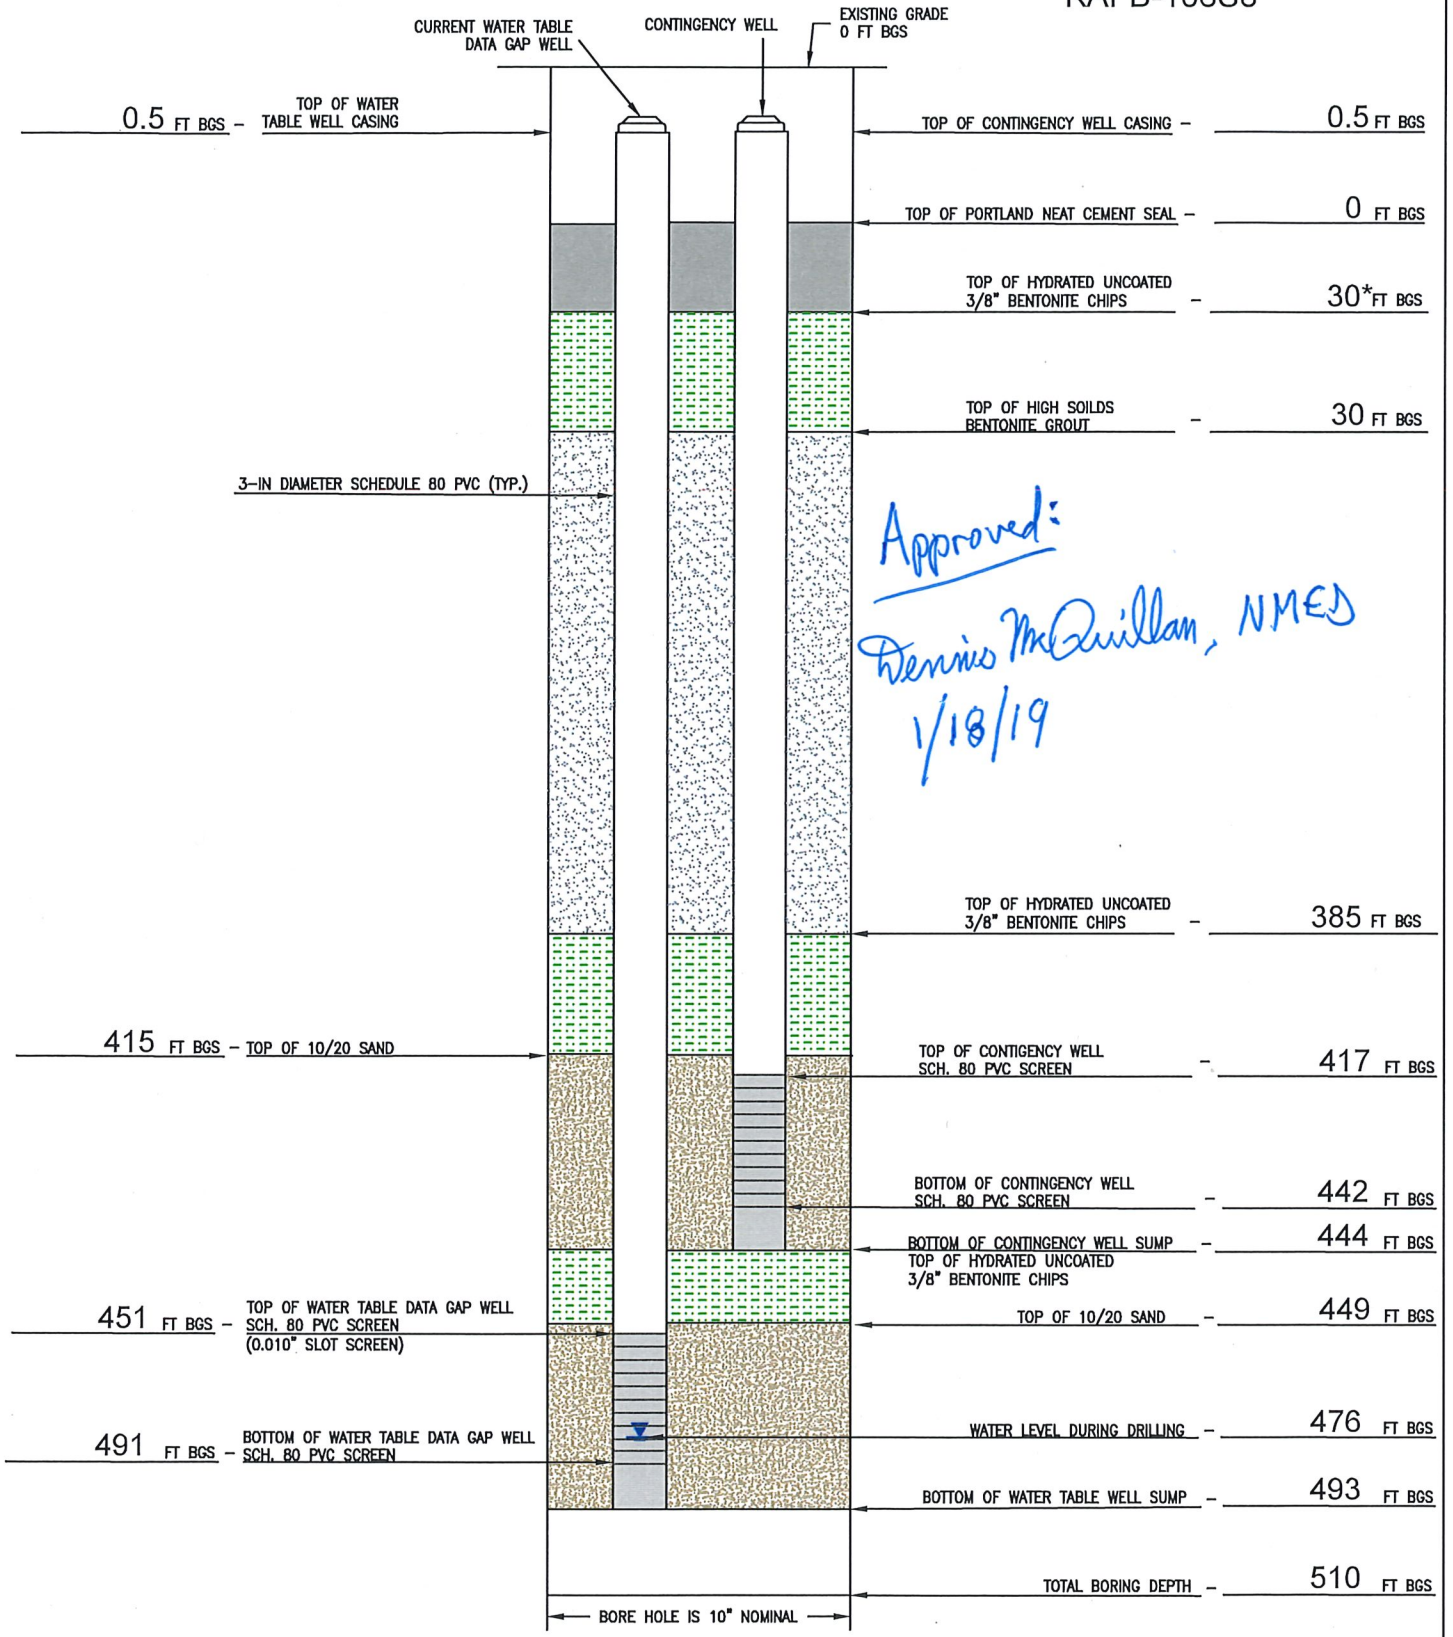 CURRENT WATER TABLE
DATA GAP WELL
CONTINGENCY WELL
EXISTING GRADE
0 FT BGS
0.5 FT BGS –
TOP OF WATER
TABLE WELL CASING
TOP OF CONTINGENCY WELL CASING – 0.5 FT BGS
TOP OF PORTLAND NEAT CEMENT SEAL – 0 FT BGS
TOP OF HYDRATED UNCOATED
3/8" BENTONITE CHIPS – 30* FT BGS
TOP OF HIGH SOILDS
BENTONITE GROUT – 30 FT BGS
3–IN DIAMETER SCHEDULE 80 PVC (TYP.)
Approved:
Dennis McQuillan, NMED
1/18/19
TOP OF HYDRATED UNCOATED
3/8" BENTONITE CHIPS – 385 FT BGS
415 FT BGS – TOP OF 10/20 SAND
TOP OF CONTIGENCY WELL
SCH. 80 PVC SCREEN – 417 FT BGS
BOTTOM OF CONTINGENCY WELL
SCH. 80 PVC SCREEN – 442 FT BGS
BOTTOM OF CONTINGENCY WELL SUMP – 444 FT BGS
TOP OF HYDRATED UNCOATED
3/8" BENTONITE CHIPS
451 FT BGS –
TOP OF WATER TABLE DATA GAP WELL
SCH. 80 PVC SCREEN
(0.010" SLOT SCREEN)
TOP OF 10/20 SAND – 449 FT BGS
WATER LEVEL DURING DRILLING – 476 FT BGS
491 FT BGS –
BOTTOM OF WATER TABLE DATA GAP WELL
SCH. 80 PVC SCREEN
BOTTOM OF WATER TABLE WELL SUMP – 493 FT BGS
TOTAL BORING DEPTH – 510 FT BGS
BORE HOLE IS 10" NOMINAL